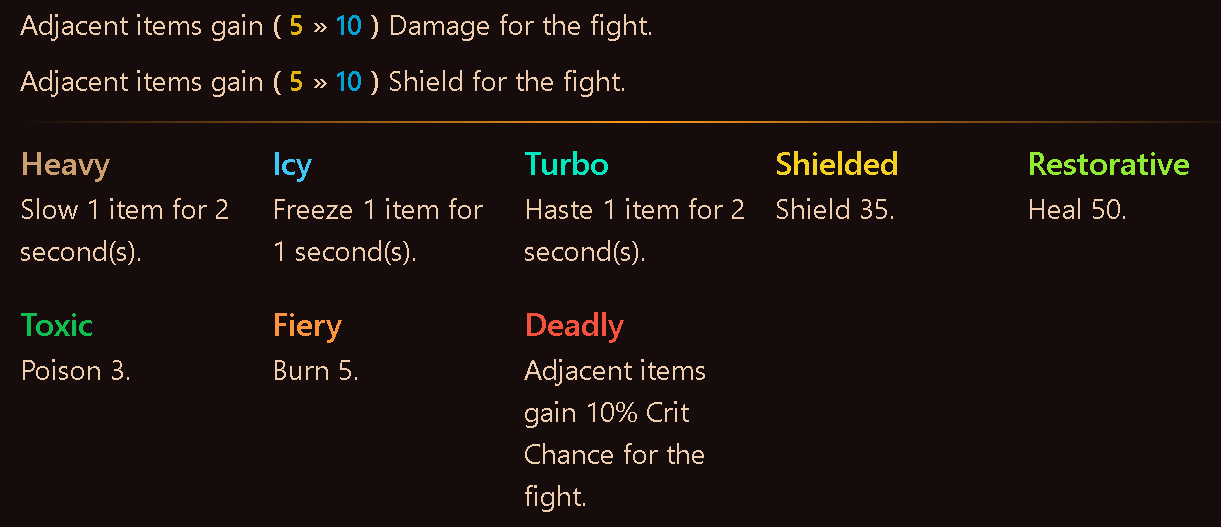 Adjacent items gain ( 5 » 10 ) Damage for the fight.
Adjacent items gain ( 5 » 10 ) Shield for the fight.
Heavy
Slow 1 item for 2
second(s).
Icy
Freeze 1 item for
1 second(s).
Turbo
Haste 1 item for 2
second(s).
Shielded
Shield 35.
Restorative
Heal 50.
Toxic
Poison 3.
Fiery
Burn 5.
Deadly
Adjacent items
gain 10% Crit
Chance for the
fight.